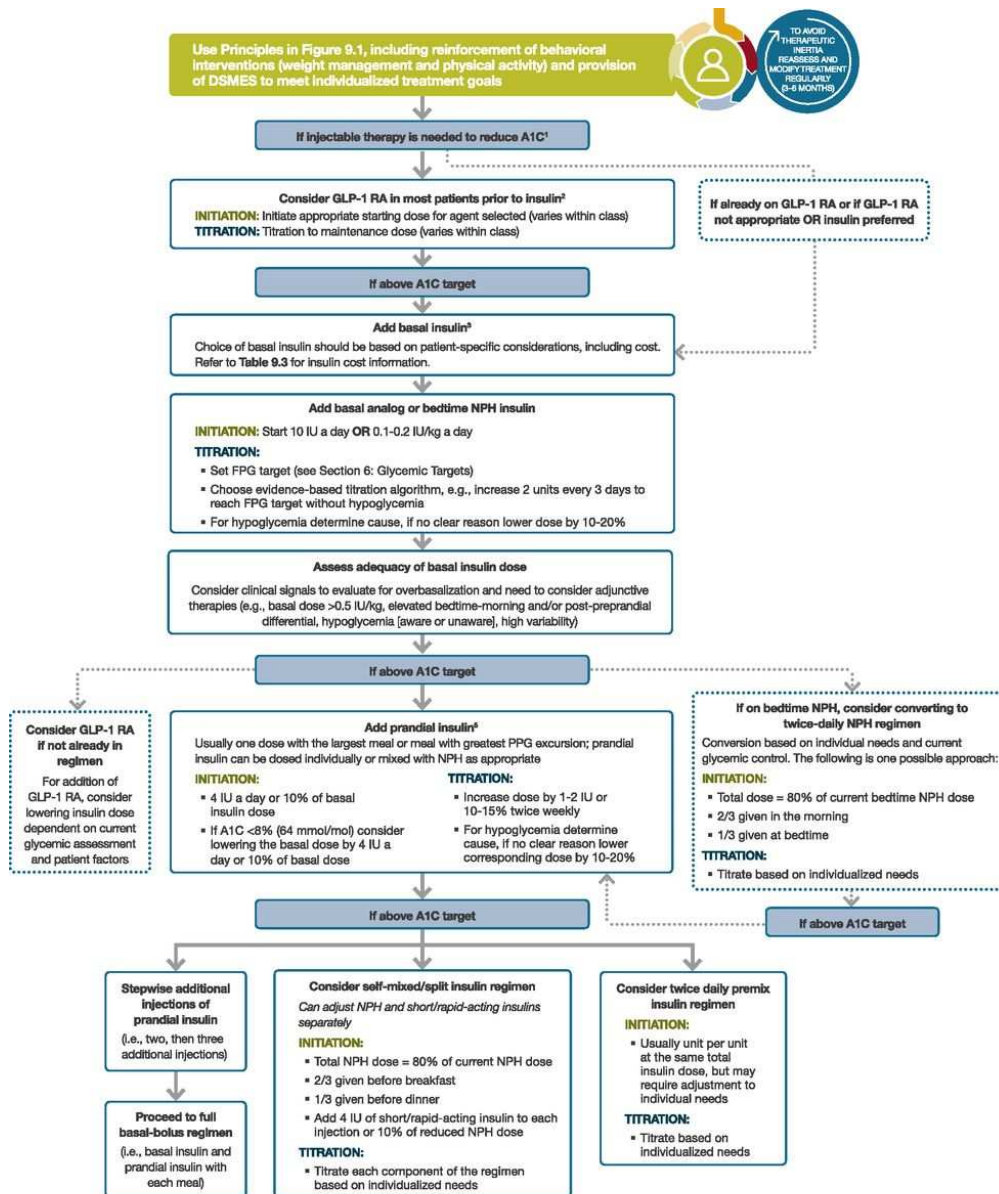 Use Principles in Figure 9.1, including reinforcement of behavioral
interventions (weight management and physical activity) and provision
of DSMES to meet individualized treatment goals
TO AVOID
THERAPEUTIC
INERTIA
REASSESS AND
MODIFY TREATMENT
REGULARLY
(3-6 MONTHS)
If injectable therapy is needed to reduce A1C¹
Consider GLP-1 RA in most patients prior to insulin²
INITIATION: Initiate appropriate starting dose for agent selected (varies within class)
TITRATION: Titration to maintenance dose (varies within class)
If already on GLP-1 RA or if GLP-1 RA
not appropriate OR insulin preferred
If above A1C target
Add basal insulin³
Choice of basal insulin should be based on patient-specific considerations, including cost.
Refer to Table 9.3 for insulin cost information.
Add basal analog or bedtime NPH insulin
INITIATION: Start 10 IU a day OR 0.1-0.2 IU/kg a day
TITRATION:
▪ Set FPG target (see Section 6: Glycemic Targets)
▪ Choose evidence-based titration algorithm, e.g., increase 2 units every 3 days to
reach FPG target without hypoglycemia
▪ For hypoglycemia determine cause, if no clear reason lower dose by 10-20%
Assess adequacy of basal insulin dose
Consider clinical signals to evaluate for overbasalization and need to consider adjunctive
therapies (e.g., basal dose >0.5 IU/kg, elevated bedtime-morning and/or post-preprandial
differential, hypoglycemia [aware or unaware], high variability)
If above A1C target
Consider GLP-1 RA
if not already in
regimen
For addition of
GLP-1 RA, consider
lowering insulin dose
dependent on current
glycemic assessment
and patient factors
Add prandial insulin⁵
Usually one dose with the largest meal or meal with greatest PPG excursion; prandial
insulin can be dosed individually or mixed with NPH as appropriate
INITIATION:
▪ 4 IU a day or 10% of basal
insulin dose
▪ If A1C <8% (64 mmol/mol) consider
lowering the basal dose by 4 IU a
day or 10% of basal dose
TITRATION:
▪ Increase dose by 1-2 IU or
10-15% twice weekly
▪ For hypoglycemia determine
cause, if no clear reason lower
corresponding dose by 10-20%
If on bedtime NPH, consider converting to
twice-daily NPH regimen
Conversion based on individual needs and current
glycemic control. The following is one possible approach:
INITIATION:
▪ Total dose = 80% of current bedtime NPH dose
▪ 2/3 given in the morning
▪ 1/3 given at bedtime
TITRATION:
▪ Titrate based on individualized needs
If above A1C target
If above A1C target
Stepwise additional
injections of
prandial insulin
(i.e., two, then three
additional injections)
Proceed to full
basal-bolus regimen
(i.e., basal insulin and
prandial insulin with
each meal)
Consider self-mixed/split insulin regimen
Can adjust NPH and short/rapid-acting insulins
separately
INITIATION:
▪ Total NPH dose = 80% of current NPH dose
▪ 2/3 given before breakfast
▪ 1/3 given before dinner
▪ Add 4 IU of short/rapid-acting insulin to each
injection or 10% of reduced NPH dose
TITRATION:
▪ Titrate each component of the regimen
based on individualized needs
Consider twice daily premix
insulin regimen
INITIATION:
▪ Usually unit per unit
at the same total
insulin dose, but may
require adjustment to
individual needs
TITRATION:
▪ Titrate based on
individualized needs